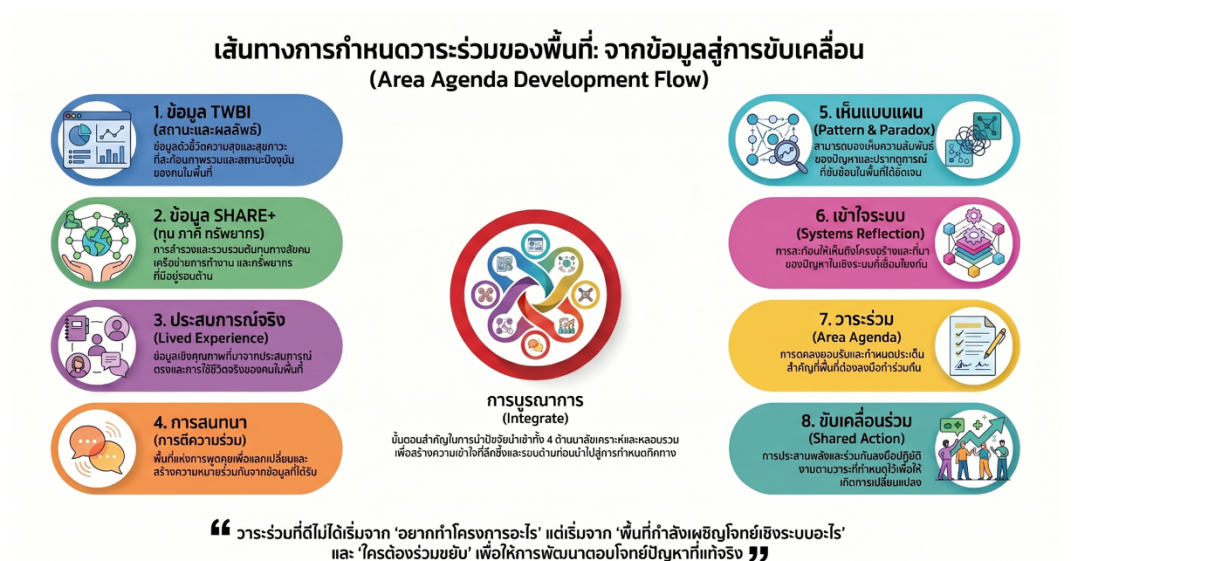 เส้นทางการกำหนดวาระร่วมของพื้นที่: จากข้อมูลสู่การขับเคลื่อน
(Area Agenda Development Flow)
1. ข้อมูล TWBI
(สถานะและผลลัพธ์)
ข้อมูลตัวชี้วัดความสุขและสุขภาวะ
ที่สะท้อนภาพรวมและสถานะปัจจุบัน
ของคนในพื้นที่
2. ข้อมูล SHARE+
(ทุน ภาคี ทรัพยากร)
การสำรวจและรวบรวมต้นทุนทางสังคม
เครือข่ายการทำงาน และทรัพยากร
ที่มีอยู่รอบด้าน
3. ประสบการณ์จริง
(Lived Experience)
ข้อมูลเชิงคุณภาพที่มาจากประสบการณ์
ตรงและการใช้ชีวิตจริงของคนในพื้นที่
4. การสนทนา
(การตีความร่วม)
พื้นที่แห่งการพูดคุยเพื่อแลกเปลี่ยนและ
สร้างความหมายร่วมกันจากข้อมูลที่ได้รับ
การบูรณาการ
(Integrate)
ขั้นตอนสำคัญในการนำปัจจัยนำเข้าทั้ง 4 ด้านมาสังเคราะห์และหลอมรวม
เพื่อสร้างความเข้าใจที่ลึกซึ้งและรอบด้านก่อนนำไปสู่การกำหนดทิศทาง
5. เห็นแบบแผน
(Pattern & Paradox)
สามารถมองเห็นความสัมพันธ์
ของปัญหาและปรากฏการณ์
ที่ซับซ้อนในพื้นที่ได้ชัดเจน
6. เข้าใจระบบ
(Systems Reflection)
การสะท้อนให้เห็นถึงโครงสร้างและที่มา
ของปัญหาในเชิงระบบที่เชื่อมโยงกัน
7. วาระร่วม
(Area Agenda)
การตกลงยอมรับและกำหนดประเด็น
สำคัญที่พื้นที่ต้องลงมือทำร่วมกัน
8. ขับเคลื่อนร่วม
(Shared Action)
การประสานพลังและร่วมกันลงมือปฏิบัติ
งานตามวาระที่กำหนดไว้เพื่อให้
เกิดการเปลี่ยนแปลง
“ วาระร่วมที่ดีไม่ได้เริ่มจาก ‘อยากทำโครงการอะไร’ แต่เริ่มจาก ‘พื้นที่กำลังเผชิญโจทย์เชิงระบบอะไร’
และ ‘ใครต้องร่วมขยับ’ เพื่อให้การพัฒนาตอบโจทย์ปัญหาที่แท้จริง ”